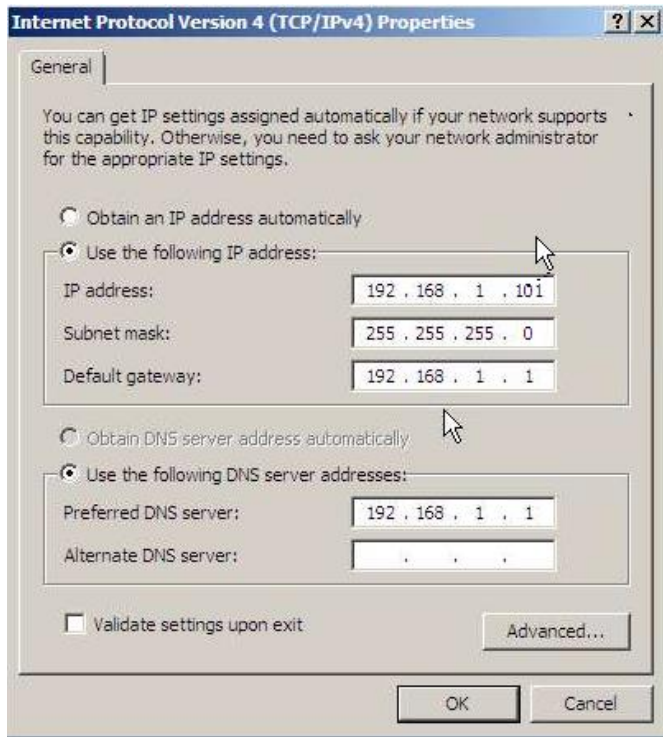 Internet Protocol Version 4 (TCP/IPv4) Properties
General
You can get IP settings assigned automatically if your network supports
this capability. Otherwise, you need to ask your network administrator
for the appropriate IP settings.
Obtain an IP address automatically
Use the following IP address:
IP address: 192 . 168 . 1 . 101
Subnet mask: 255 . 255 . 255 . 0
Default gateway: 192 . 168 . 1 . 1
Obtain DNS server address automatically
Use the following DNS server addresses:
Preferred DNS server: 192 . 168 . 1 . 1
Alternate DNS server: . . .
Validate settings upon exit
Advanced...
OK Cancel